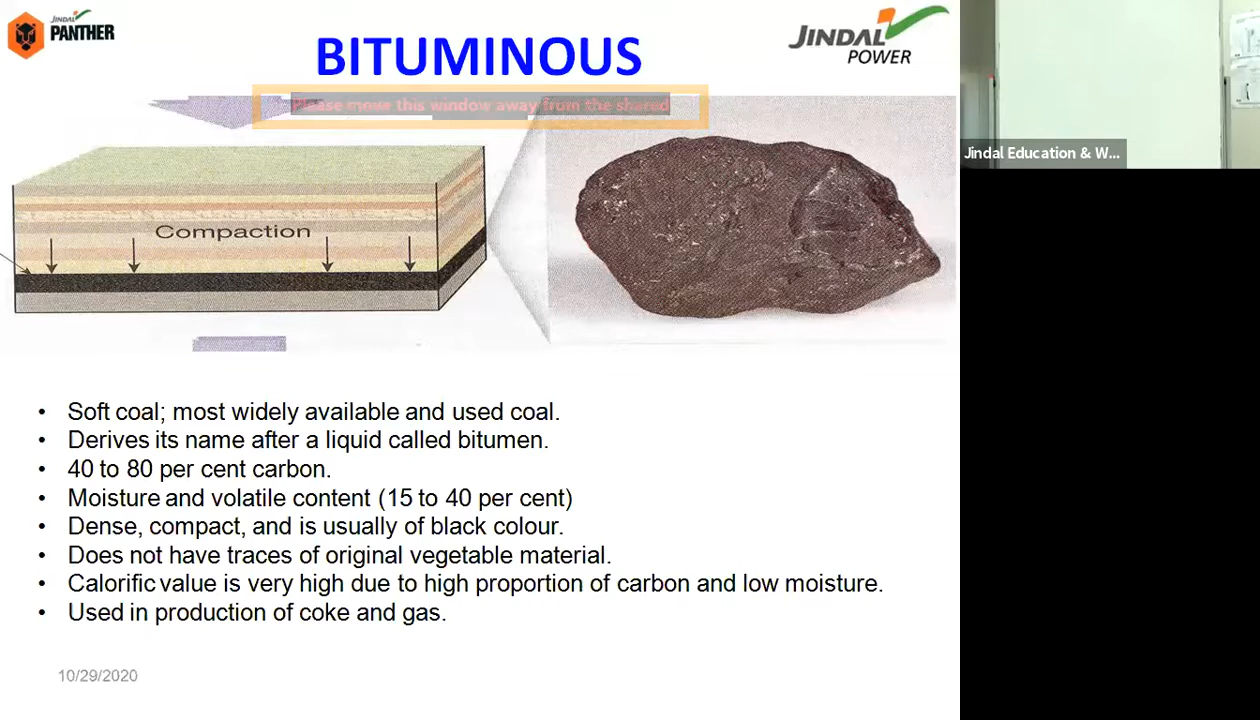 JINDAL
PANTHER
BITUMINOUS
JINDAL
POWER
Please move this window away from the shared
Jindal Education & W...
Compaction
• Soft coal; most widely available and used coal.
• Derives its name after a liquid called bitumen.
• 40 to 80 per cent carbon.
• Moisture and volatile content (15 to 40 per cent)
• Dense, compact, and is usually of black colour.
• Does not have traces of original vegetable material.
• Calorific value is very high due to high proportion of carbon and low moisture.
• Used in production of coke and gas.
10/29/2020